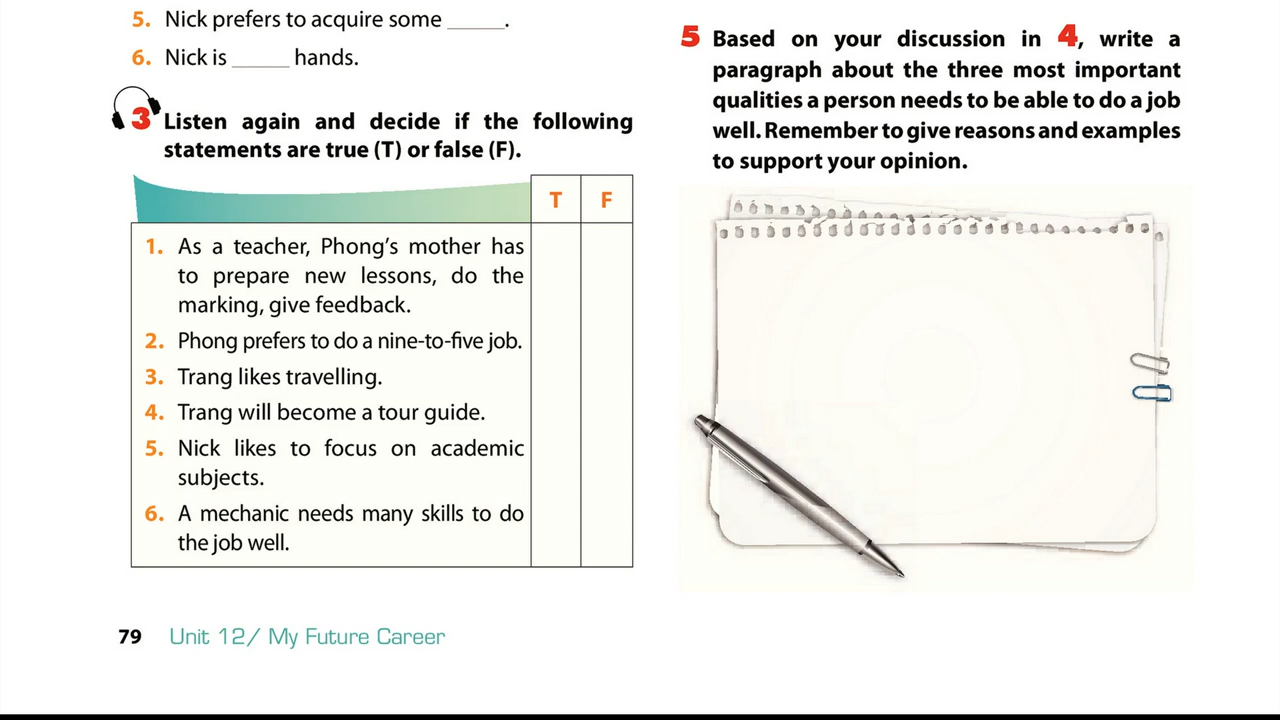 5. Nick prefers to acquire some ______.
6. Nick is ______ hands.
3 Listen again and decide if the following
statements are true (T) or false (F).
T F
1. As a teacher, Phong's mother has
to prepare new lessons, do the
marking, give feedback.
2. Phong prefers to do a nine-to-five job.
3. Trang likes travelling.
4. Trang will become a tour guide.
5. Nick likes to focus on academic
subjects.
6. A mechanic needs many skills to do
the job well.
79 Unit 12/ My Future Career
5 Based on your discussion in 4, write a
paragraph about the three most important
qualities a person needs to be able to do a job
well. Remember to give reasons and examples
to support your opinion.